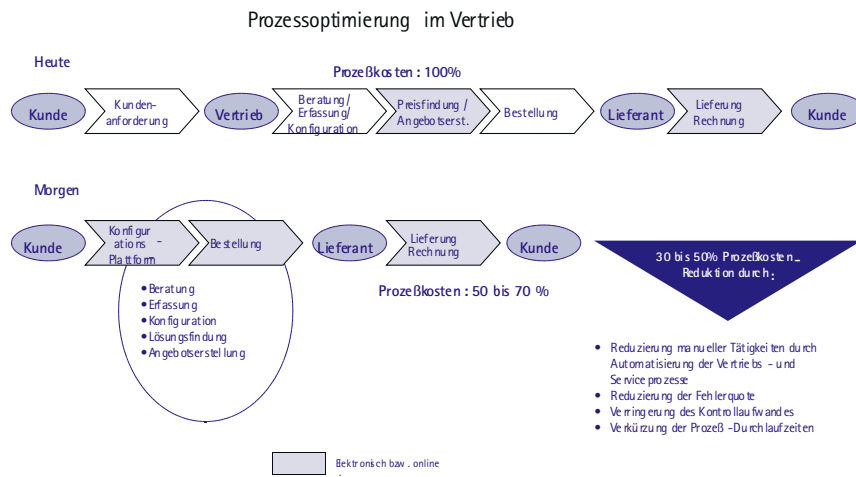 Prozessoptimierung im Vertrieb
Heute
Prozeßkosten : 100%
Kunde
Kunden-
anforderung
Vertrieb
Beratung/
Erfassung/
Konfiguration
Preisfindung /
Angebotserst.
Bestellung
Lieferant
Lieferung
Rechnung
Kunde
Morgen
Kunde
Konfigur
ations -
Plattform
Bestellung
Lieferant
Lieferung
Rechnung
Kunde
• Beratung
• Erfassung
• Konfiguration
• Lösungsfindung
• Angebotserstellung
Prozeßkosten : 50 bis 70 %
30 bis 50% Prozeßkosten_
Reduktion durch :
• Reduzierung manueller Tätigkeiten durch
Automatisierung der Vertriebs - und
Serviceprozesse
• Reduzierung der Fehlerquote
• Verringerung des Kontrollaufwandes
• Verkürzung der Prozeß -Durchlaufzeiten
Elektronisch bzw. online